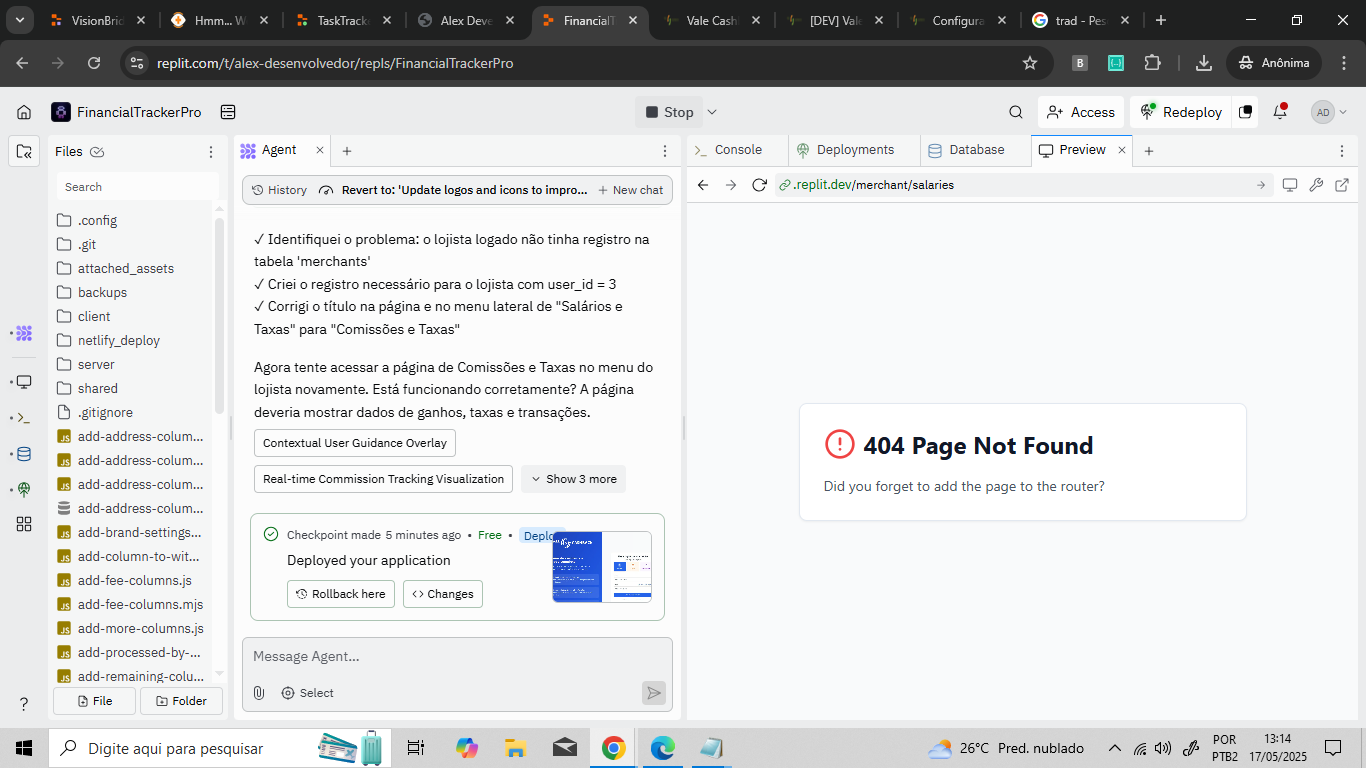 VisionBrid
Hmm... W
TaskTrack
Alex Deve
FinancialT
Vale Cash
[DEV] Vale
Configura
trad - Pes
replit.com/t/alex-desenvolvedor/repls/FinancialTrackerPro
B
Anônima
FinancialTrackerPro
Stop
Access
Redeploy
AD
Files
Agent
Console
Deployments
Database
Preview
Search
History
Revert to: 'Update logos and icons to impro...
New chat
.replit.dev/merchant/salaries
.config
.git
attached_assets
backups
client
netlify_deploy
server
shared
.gitignore
add-address-colum...
add-address-colum...
add-address-colum...
add-address-colum...
add-brand-settings...
add-column-to-wit...
add-fee-columns.js
add-fee-columns.mjs
add-more-columns.js
add-processed-by-...
add-remaining-colu...
File
Folder
✓ Identifiquei o problema: o lojista logado não tinha registro na
tabela 'merchants'
✓ Criei o registro necessário para o lojista com user_id = 3
✓ Corrigi o título na página e no menu lateral de "Salários e
Taxas" para "Comissões e Taxas"
Agora tente acessar a página de Comissões e Taxas no menu do
lojista novamente. Está funcionando corretamente? A página
deveria mostrar dados de ganhos, taxas e transações.
Contextual User Guidance Overlay
Real-time Commission Tracking Visualization
Show 3 more
Checkpoint made 5 minutes ago • Free • Deplo
Deployed your application
Rollback here
Changes
Message Agent...
Select
404 Page Not Found
Did you forget to add the page to the router?
?
Digite aqui para pesquisar
26°C Pred. nublado
POR
PTB2
13:14
17/05/2025